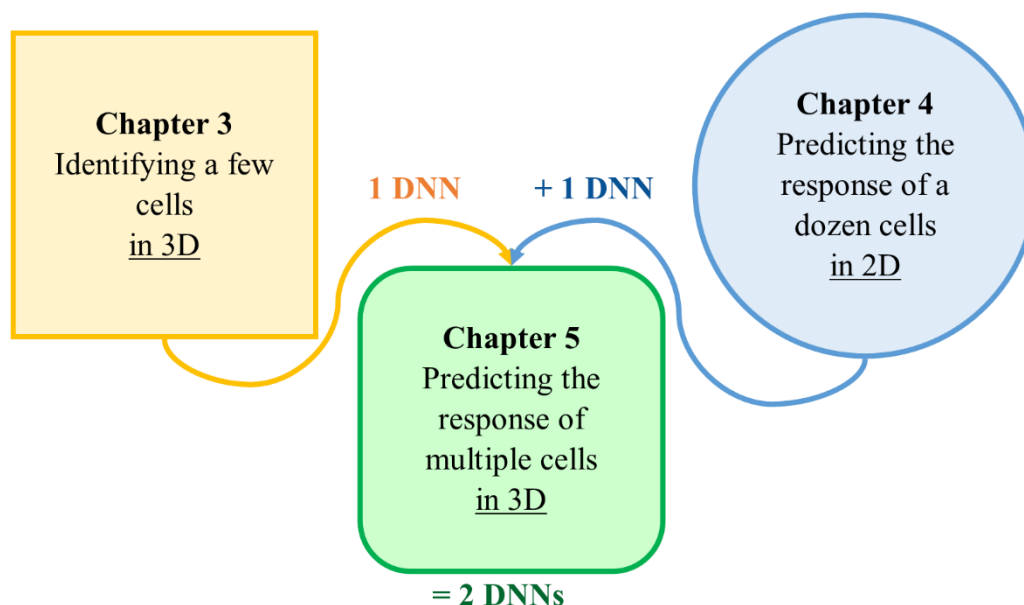 Chapter 3
Identifying a few
cells
in 3D
1 DNN
+ 1 DNN
Chapter 4
Predicting the
response of a
dozen cells
in 2D
Chapter 5
Predicting the
response of
multiple cells
in 3D
= 2 DNNs